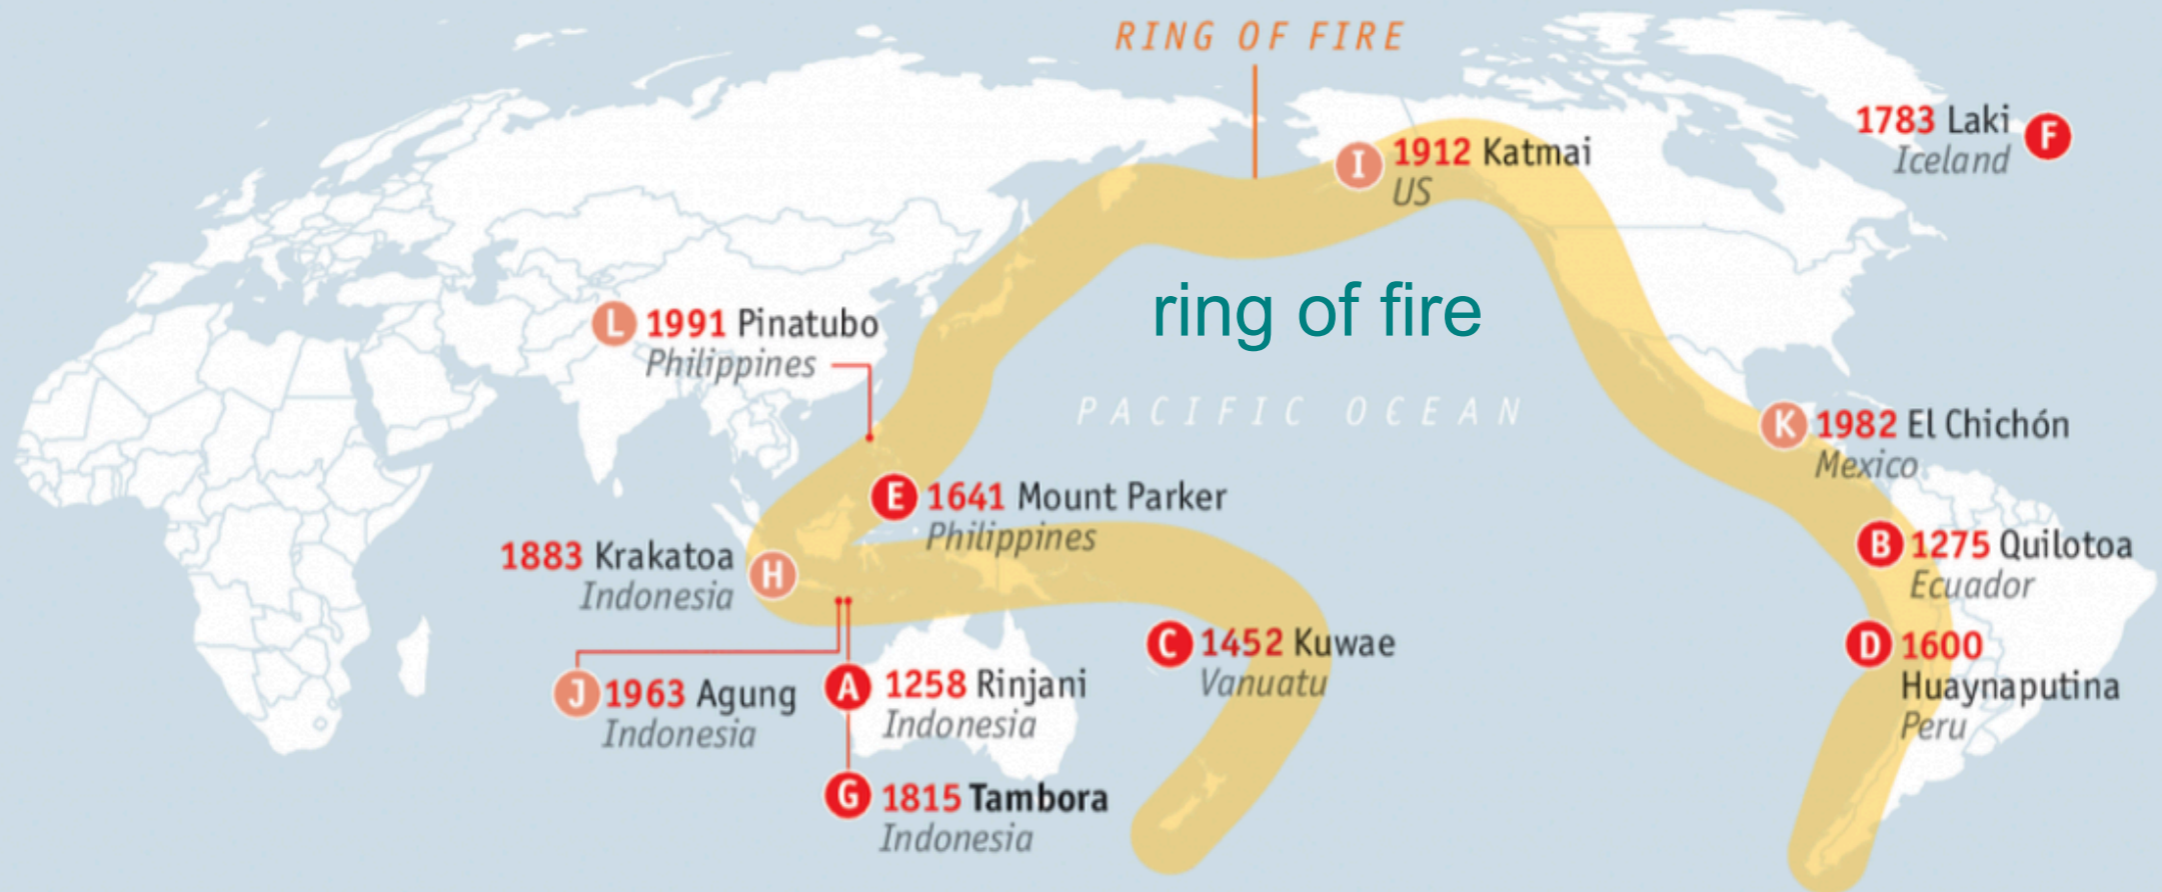 RING OF FIRE
1783 Laki
Iceland
F
I
1912 Katmai
US
ring of fire
L
1991 Pinatubo
Philippines
PACIFIC OCEAN
K
1982 El Chichón
Mexico
E
1641 Mount Parker
Philippines
1883 Krakatoa
Indonesia
H
B
1275 Quilotoa
Ecuador
C
1452 Kuwae
Vanuatu
D
1600
Huaynaputina
Peru
J
1963 Agung
Indonesia
A
1258 Rinjani
Indonesia
G
1815 Tambora
Indonesia